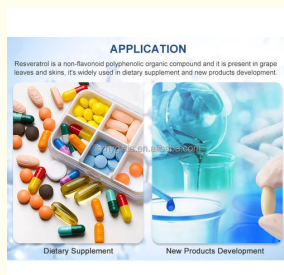 APPLICATION
Resveratrol is a non-flavonoid polyphenolic organic compound and it is present in grape
leaves and skins, it's widely used in dietary supplement and new products development.
Dietary Supplement
New Products Development